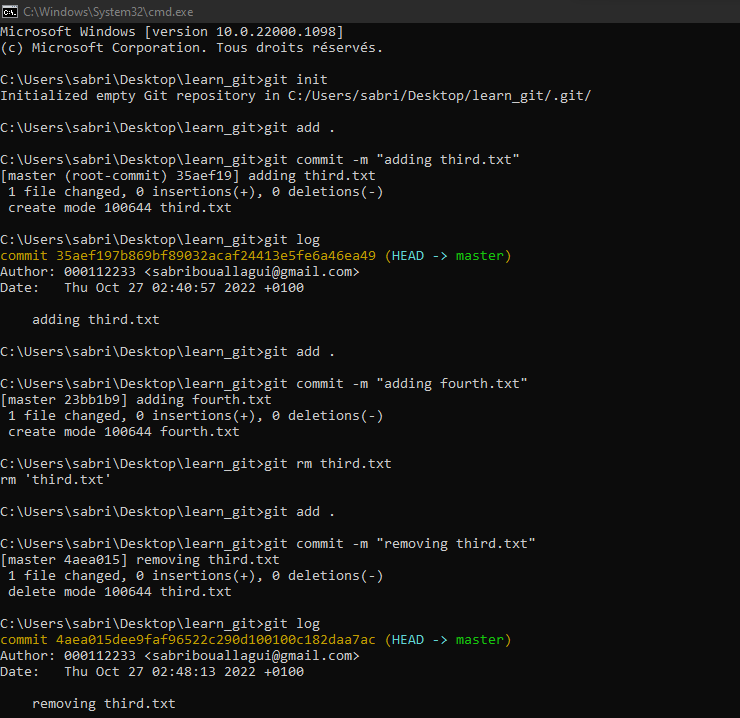 C:\Windows\System32\cmd.exe
Microsoft Windows [version 10.0.22000.1098]
(c) Microsoft Corporation. Tous droits réservés.
C:\Users\sabri\Desktop\learn_git>git init
Initialized empty Git repository in C:/Users/sabri/Desktop/learn_git/.git/
C:\Users\sabri\Desktop\learn_git>git add .
C:\Users\sabri\Desktop\learn_git>git commit -m "adding third.txt"
[master (root-commit) 35aef19] adding third.txt
 1 file changed, 0 insertions(+), 0 deletions(-)
 create mode 100644 third.txt
C:\Users\sabri\Desktop\learn_git>git log
commit 35aef197b869bf89032acaf24413e5fe6a46ea49 (HEAD -> master)
Author: 000112233 <sabribouallagui@gmail.com>
Date:   Thu Oct 27 02:40:57 2022 +0100
    adding third.txt
C:\Users\sabri\Desktop\learn_git>git add .
C:\Users\sabri\Desktop\learn_git>git commit -m "adding fourth.txt"
[master 23bb1b9] adding fourth.txt
 1 file changed, 0 insertions(+), 0 deletions(-)
 create mode 100644 fourth.txt
C:\Users\sabri\Desktop\learn_git>git rm third.txt
rm 'third.txt'
C:\Users\sabri\Desktop\learn_git>git add .
C:\Users\sabri\Desktop\learn_git>git commit -m "removing third.txt"
[master 4aea015] removing third.txt
 1 file changed, 0 insertions(+), 0 deletions(-)
 delete mode 100644 third.txt
C:\Users\sabri\Desktop\learn_git>git log
commit 4aea015dee9faf96522c290d100100c182daa7ac (HEAD -> master)
Author: 000112233 <sabribouallagui@gmail.com>
Date:   Thu Oct 27 02:48:13 2022 +0100
    removing third.txt